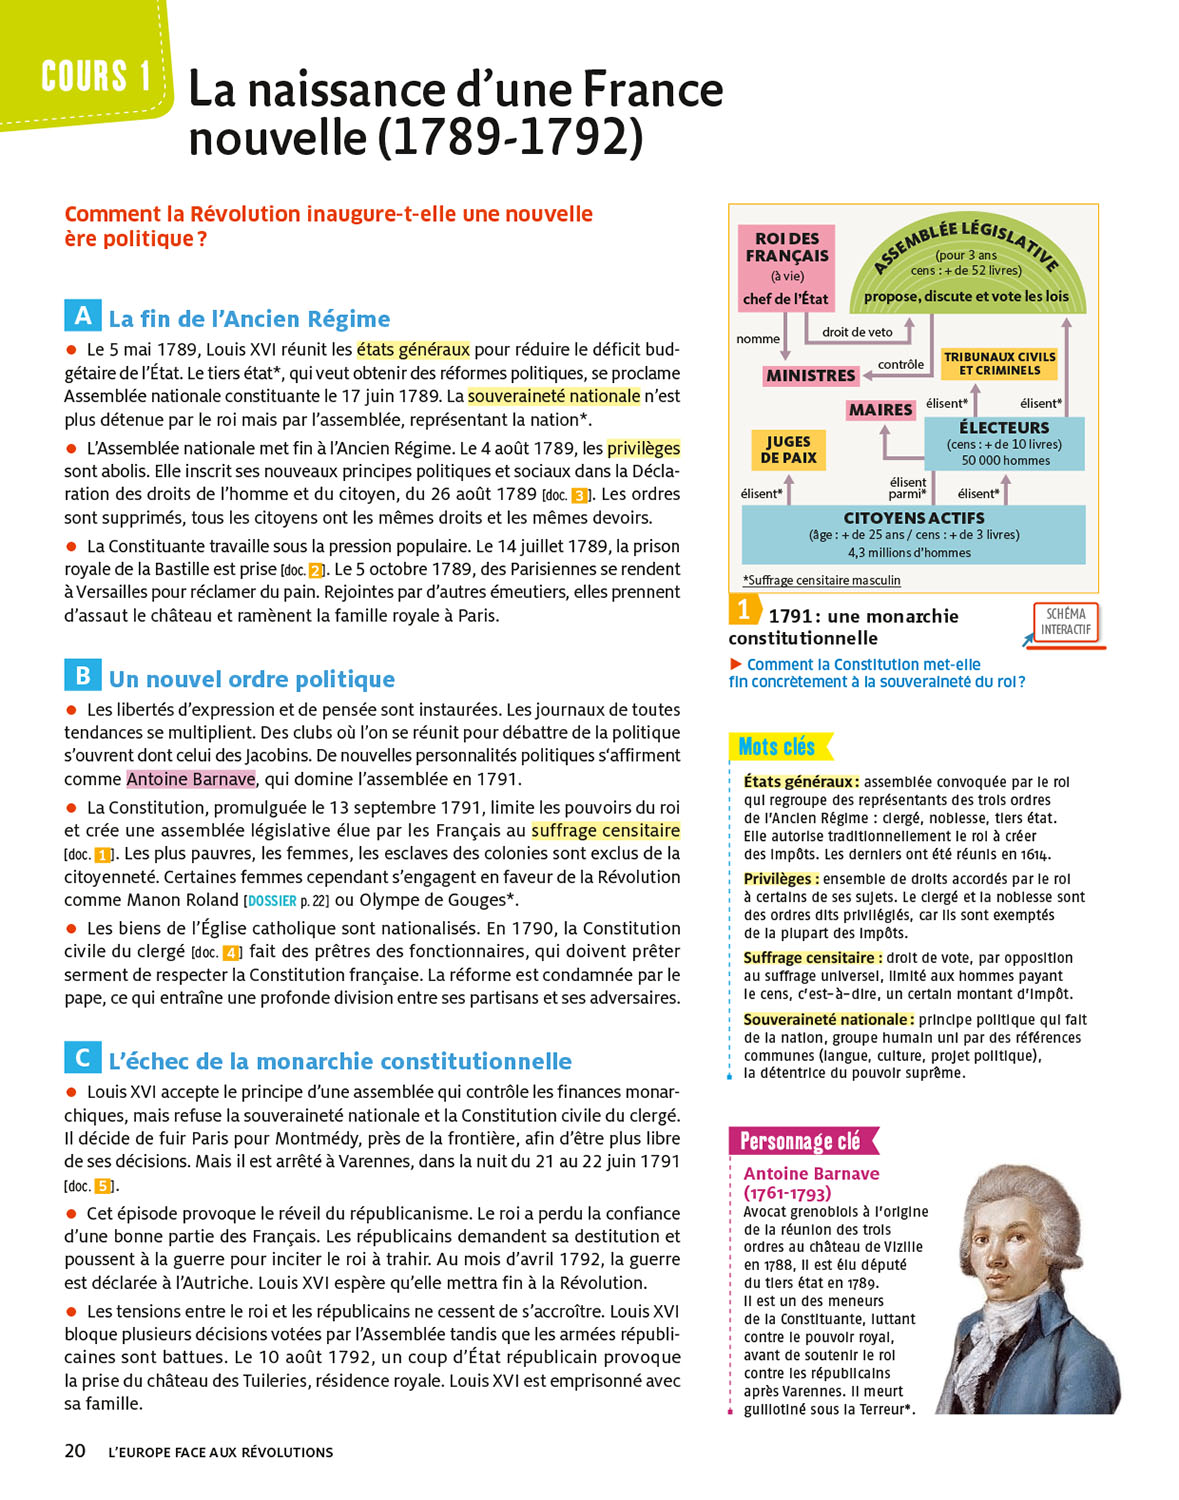 COURS 1
La naissance d’une France
nouvelle (1789-1792)
Comment la Révolution inaugure-t-elle une nouvelle
ère politique ?
A La fin de l’Ancien Régime
• Le 5 mai 1789, Louis XVI réunit les états généraux pour réduire le déficit bud-
gétaire de l’État. Le tiers état*, qui veut obtenir des réformes politiques, se proclame
Assemblée nationale constituante le 17 juin 1789. La souveraineté nationale n’est
plus détenue par le roi mais par l’assemblée, représentant la nation*.
• L’Assemblée nationale met fin à l’Ancien Régime. Le 4 août 1789, les privilèges
sont abolis. Elle inscrit ses nouveaux principes politiques et sociaux dans la Décla-
ration des droits de l’homme et du citoyen, du 26 août 1789 [doc. 3]. Les ordres
sont supprimés, tous les citoyens ont les mêmes droits et les mêmes devoirs.
• La Constituante travaille sous la pression populaire. Le 14 juillet 1789, la prison
royale de la Bastille est prise [doc. 2]. Le 5 octobre 1789, des Parisiennes se rendent
à Versailles pour réclamer du pain. Rejointes par d’autres émeutiers, elles prennent
d’assaut le château et ramènent la famille royale à Paris.
B Un nouvel ordre politique
• Les libertés d’expression et de pensée sont instaurées. Les journaux de toutes
tendances se multiplient. Des clubs où l’on se réunit pour débattre de la politique
s’ouvrent dont celui des Jacobins. De nouvelles personnalités politiques s‘affirment
comme Antoine Barnave, qui domine l’assemblée en 1791.
• La Constitution, promulguée le 13 septembre 1791, limite les pouvoirs du roi
et crée une assemblée législative élue par les Français au suffrage censitaire
[doc. 1]. Les plus pauvres, les femmes, les esclaves des colonies sont exclus de la
citoyenneté. Certaines femmes cependant s’engagent en faveur de la Révolution
comme Manon Roland [DOSSIER p. 22] ou Olympe de Gouges*.
• Les biens de l’Église catholique sont nationalisés. En 1790, la Constitution
civile du clergé [doc. 4] fait des prêtres des fonctionnaires, qui doivent prêter
serment de respecter la Constitution française. La réforme est condamnée par le
pape, ce qui entraîne une profonde division entre ses partisans et ses adversaires.
C L’échec de la monarchie constitutionnelle
• Louis XVI accepte le principe d’une assemblée qui contrôle les finances monar-
chiques, mais refuse la souveraineté nationale et la Constitution civile du clergé.
Il décide de fuir Paris pour Montmédy, près de la frontière, afin d’être plus libre
de ses décisions. Mais il est arrêté à Varennes, dans la nuit du 21 au 22 juin 1791
[doc. 5].
• Cet épisode provoque le réveil du républicanisme. Le roi a perdu la confiance
d’une bonne partie des Français. Les républicains demandent sa destitution et
poussent à la guerre pour inciter le roi à trahir. Au mois d’avril 1792, la guerre
est déclarée à l’Autriche. Louis XVI espère qu’elle mettra fin à la Révolution.
• Les tensions entre le roi et les républicains ne cessent de s’accroître. Louis XVI
bloque plusieurs décisions votées par l’Assemblée tandis que les armées républi-
caines sont battues. Le 10 août 1792, un coup d’État républicain provoque
la prise du château des Tuileries, résidence royale. Louis XVI est emprisonné avec
sa famille.
ROI DES
FRANÇAIS
(à vie)
chef de l’État
ASSEMBLÉE LÉGISLATIVE
(pour 3 ans
cens : + de 52 livres)
propose, discute et vote les lois
nomme
droit de veto
contrôle
MINISTRES
TRIBUNAUX CIVILS
ET CRIMINELS
MAIRES
élisent*
élisent*
JUGES
DE PAIX
ÉLECTEURS
(cens : + de 10 livres)
50 000 hommes
élisent*
élisent
parmi*
élisent*
CITOYENS ACTIFS
(âge : + de 25 ans / cens : + de 3 livres)
4,3 millions d’hommes
*Suffrage censitaire masculin
1 1791 : une monarchie
constitutionnelle
SCHÉMA
INTERACTIF
▶ Comment la Constitution met-elle
fin concrètement à la souveraineté du roi ?
Mots clés
États généraux : assemblée convoquée par le roi
qui regroupe des représentants des trois ordres
de l’Ancien Régime : clergé, noblesse, tiers état.
Elle autorise traditionnellement le roi à créer
des impôts. Les derniers ont été réunis en 1614.
Privilèges : ensemble de droits accordés par le roi
à certains de ses sujets. Le clergé et la noblesse sont
des ordres dits privilégiés, car ils sont exemptés
de la plupart des impôts.
Suffrage censitaire : droit de vote, par opposition
au suffrage universel, limité aux hommes payant
le cens, c’est-à-dire, un certain montant d’impôt.
Souveraineté nationale : principe politique qui fait
de la nation, groupe humain uni par des références
communes (langue, culture, projet politique),
la détentrice du pouvoir suprême.
Personnage clé
Antoine Barnave
(1761-1793)
Avocat grenoblois à l’origine
de la réunion des trois
ordres au château de Vizille
en 1788, il est élu député
du tiers état en 1789.
Il est un des meneurs
de la Constituante, luttant
contre le pouvoir royal,
avant de soutenir le roi
contre les républicains
après Varennes. Il meurt
guillotiné sous la Terreur*.
20 L’EUROPE FACE AUX RÉVOLUTIONS